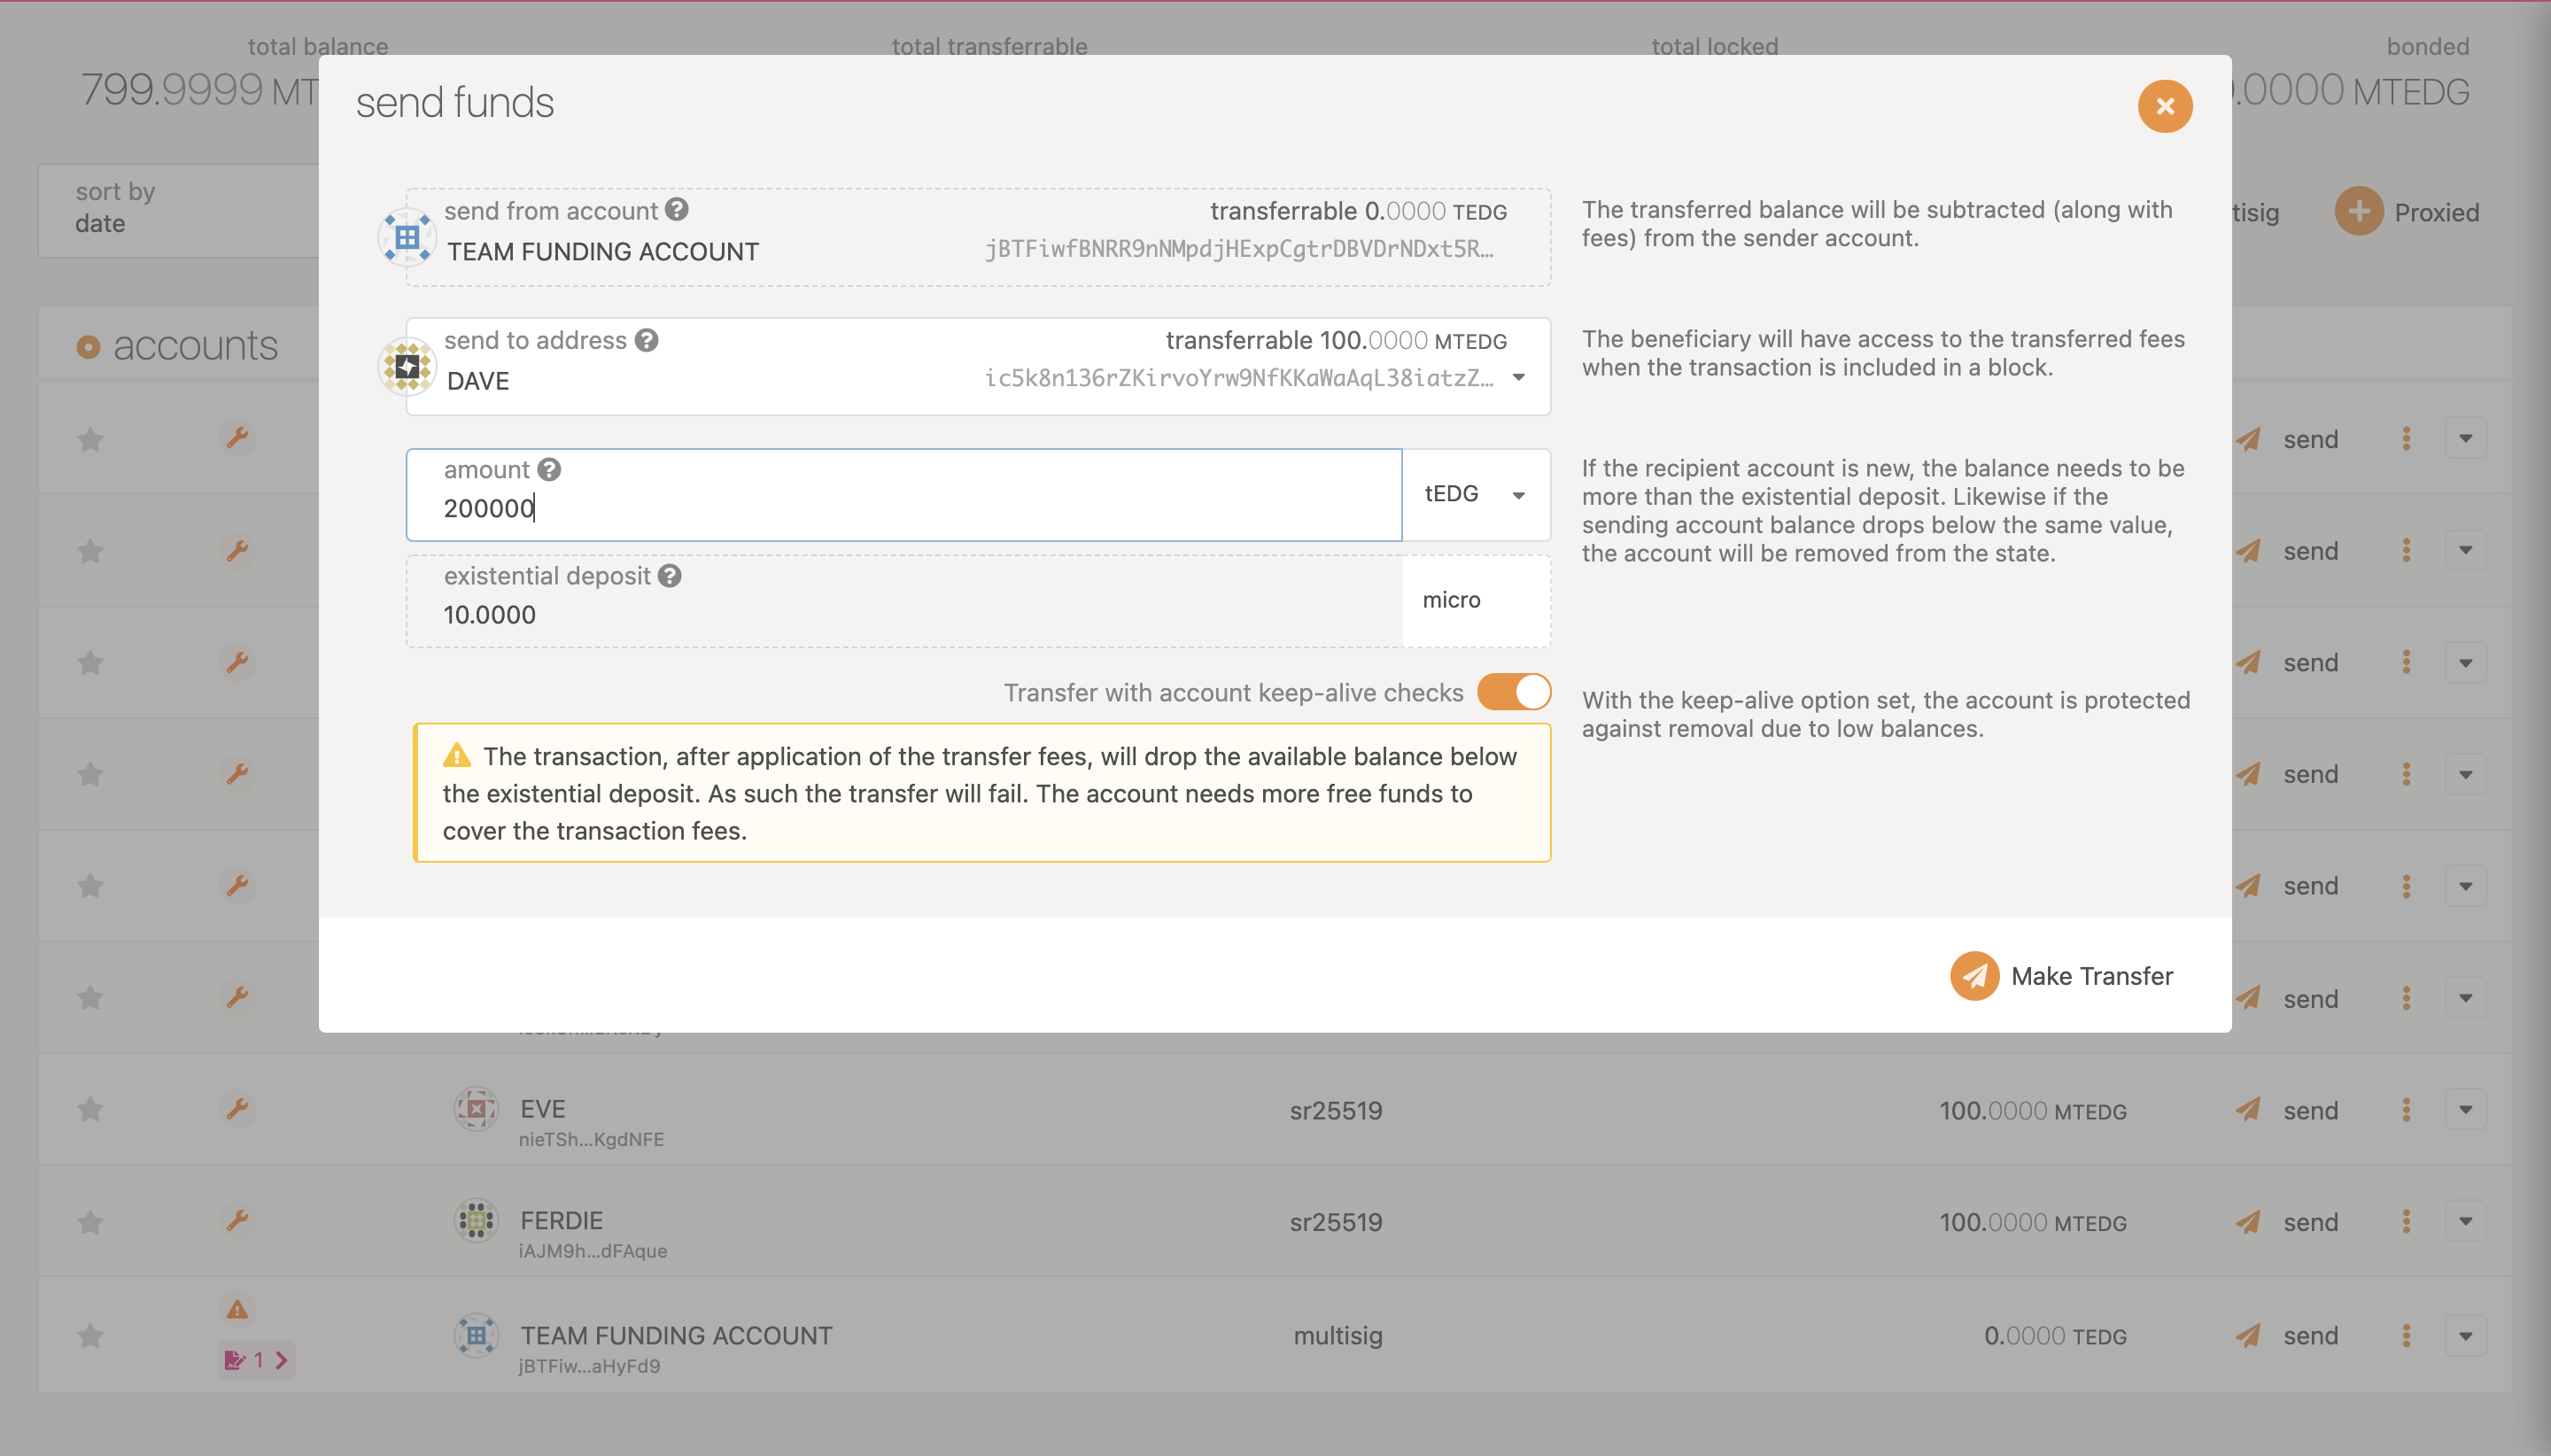 total balance
total transferrable
total locked
bonded
799.9999 MT
.0000 MTEDG
send funds
sort by
date
tisig
Proxied
send from account
transferrable 0.0000 TEDG
TEAM FUNDING ACCOUNT
jBTFiwfBNRR9nNMpdjHExpCgtrDBVDrNDxt5R…
The transferred balance will be subtracted (along with
fees) from the sender account.
accounts
send to address
transferrable 100.0000 MTEDG
DAVE
ic5k8n136rZKirvoYrw9NfKKaWaAqL38iatzZ…
The beneficiary will have access to the transferred fees
when the transaction is included in a block.
send
amount
200000
tEDG
If the recipient account is new, the balance needs to be
more than the existential deposit. Likewise if the
sending account balance drops below the same value,
the account will be removed from the state.
send
existential deposit
10.0000
micro
send
Transfer with account keep-alive checks
With the keep-alive option set, the account is protected
against removal due to low balances.
The transaction, after application of the transfer fees, will drop the available balance below
the existential deposit. As such the transfer will fail. The account needs more free funds to
cover the transaction fees.
send
send
Make Transfer
send
EVE
nieTSh…KgdNFE
sr25519
100.0000 MTEDG
send
FERDIE
iAJM9h…dFAque
sr25519
100.0000 MTEDG
send
1
TEAM FUNDING ACCOUNT
jBTFiw…aHyFd9
multisig
0.0000 TEDG
send